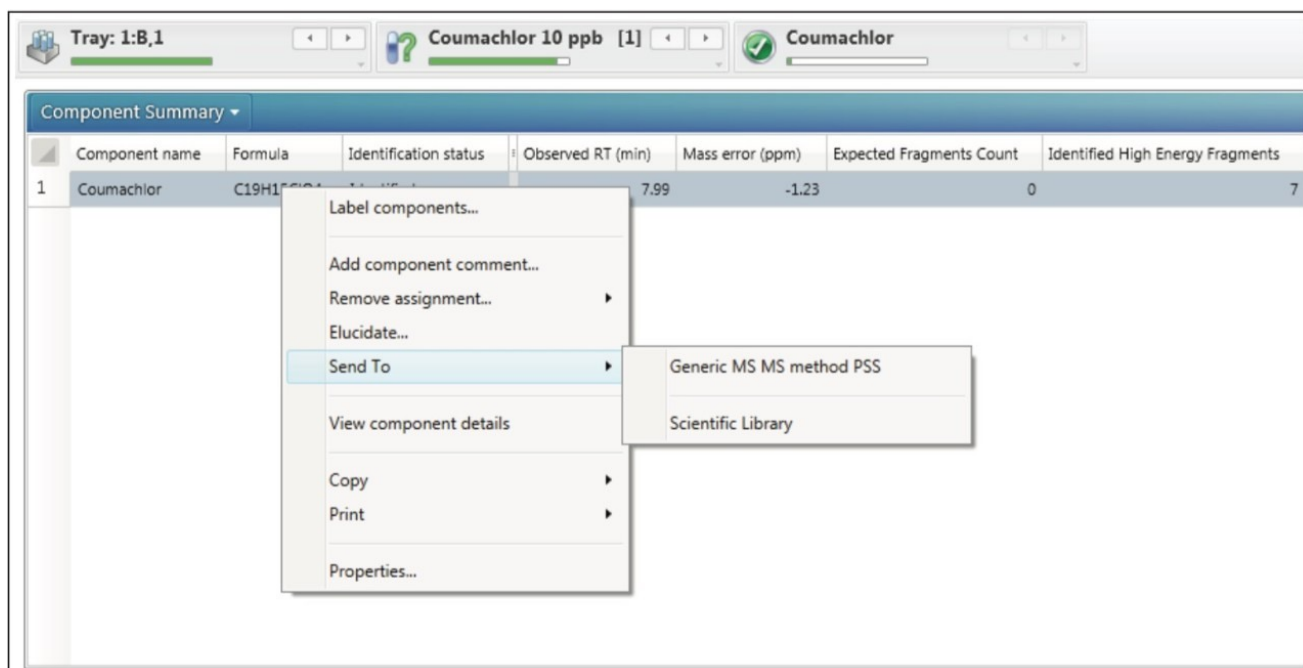 Tray: 1:B,1 Coumachlor 10 ppb [1] Coumachlor
Component Summary
Component name Formula Identification status Observed RT (min) Mass error (ppm) Expected Fragments Count Identified High Energy Fragments
1 Coumachlor 7.99 -1.23 0 7
Label components...
Add component comment...
Remove assignment...
Elucidate...
Send To
Generic MS MS method PSS
Scientific Library
View component details
Copy
Print
Properties...